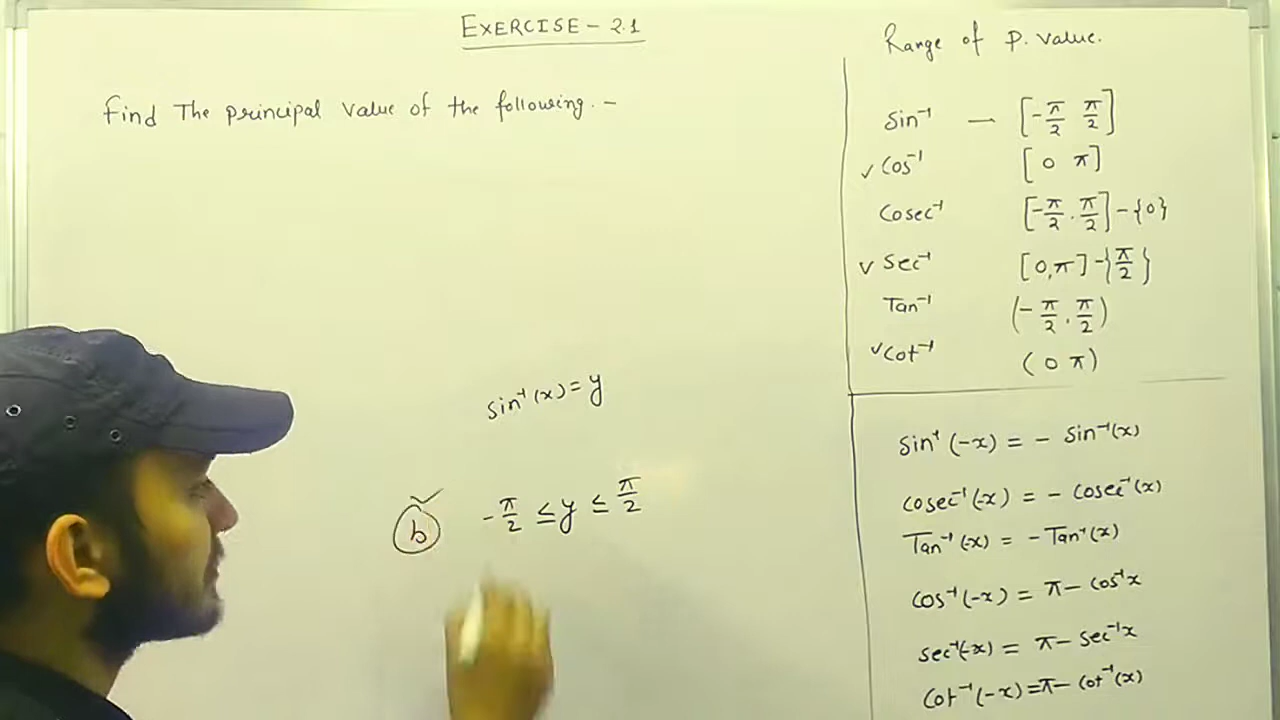 EXERCISE - 2.1
Find The principal value of the following. -
sin⁻¹(x) = y
b -π/2 ≤ y ≤ π/2
Range of P. value.
Sin⁻¹ — [-π/2 π/2]
✓ Cos⁻¹ [0 π]
Cosec⁻¹ [-π/2 . π/2] - {0}
✓ Sec⁻¹ [0,π] - {π/2}
Tan⁻¹ (-π/2 . π/2)
✓ Cot⁻¹ (0 π)
Sin⁻¹(-x) = - Sin⁻¹(x)
Cosec⁻¹(-x) = - Cosec⁻¹(x)
Tan⁻¹(-x) = - Tan⁻¹(x)
Cos⁻¹(-x) = π - Cos⁻¹x
sec⁻¹(-x) = π - sec⁻¹x
Cot⁻¹(-x) = π - Cot⁻¹(x)